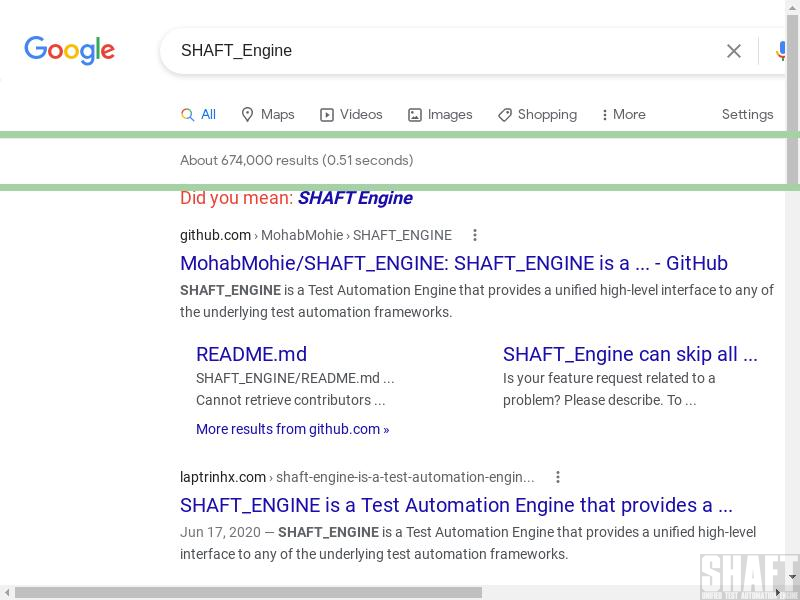 Google
SHAFT_Engine
All Maps Videos Images Shopping More Settings
About 674,000 results (0.51 seconds)
Did you mean: SHAFT Engine
github.com › MohabMohie › SHAFT_ENGINE
MohabMohie/SHAFT_ENGINE: SHAFT_ENGINE is a ... - GitHub
SHAFT_ENGINE is a Test Automation Engine that provides a unified high-level interface to any of
the underlying test automation frameworks.
README.md
SHAFT_ENGINE/README.md ...
Cannot retrieve contributors ...
SHAFT_Engine can skip all ...
Is your feature request related to a
problem? Please describe. To ...
More results from github.com »
laptrinhx.com › shaft-engine-is-a-test-automation-engin...
SHAFT_ENGINE is a Test Automation Engine that provides a ...
Jun 17, 2020 — SHAFT_ENGINE is a Test Automation Engine that provides a unified high-level
interface to any of the underlying test automation frameworks.
SHAFT